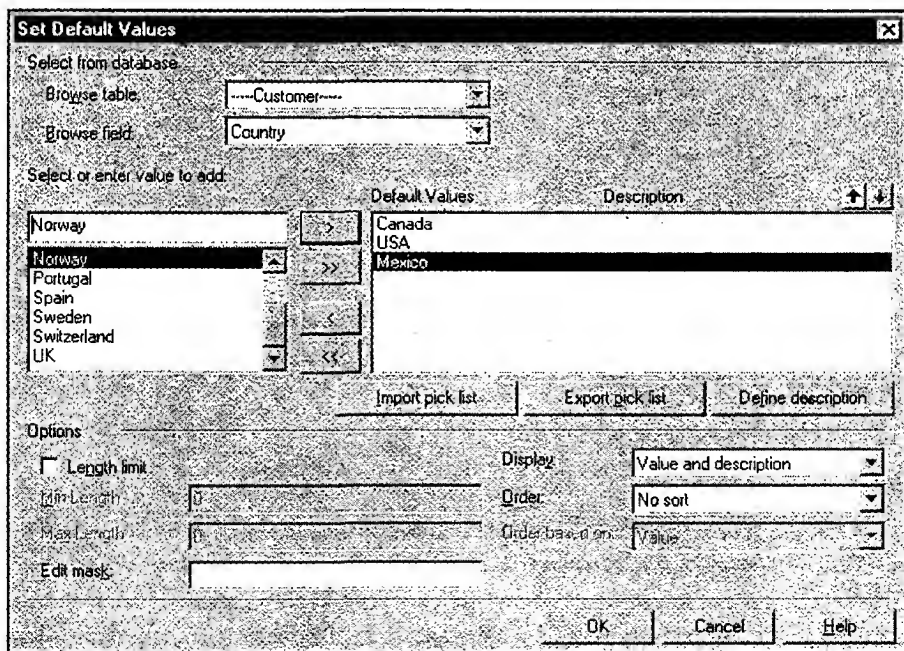 Set Default Values
Select from database
Browse table: ----Customer----
Browse field: Country
Select or enter value to add:
Default Values Description
Norway > Canada
USA
Norway >> Mexico
Portugal
Spain
Sweden <
Switzerland
UK <<
Import pick list Export pick list Define description
Options
Length limit Display: Value and description
Min Length 0 Order: No sort
Max Length 0 Order based on: Value
Edit mask:
OK Cancel Help